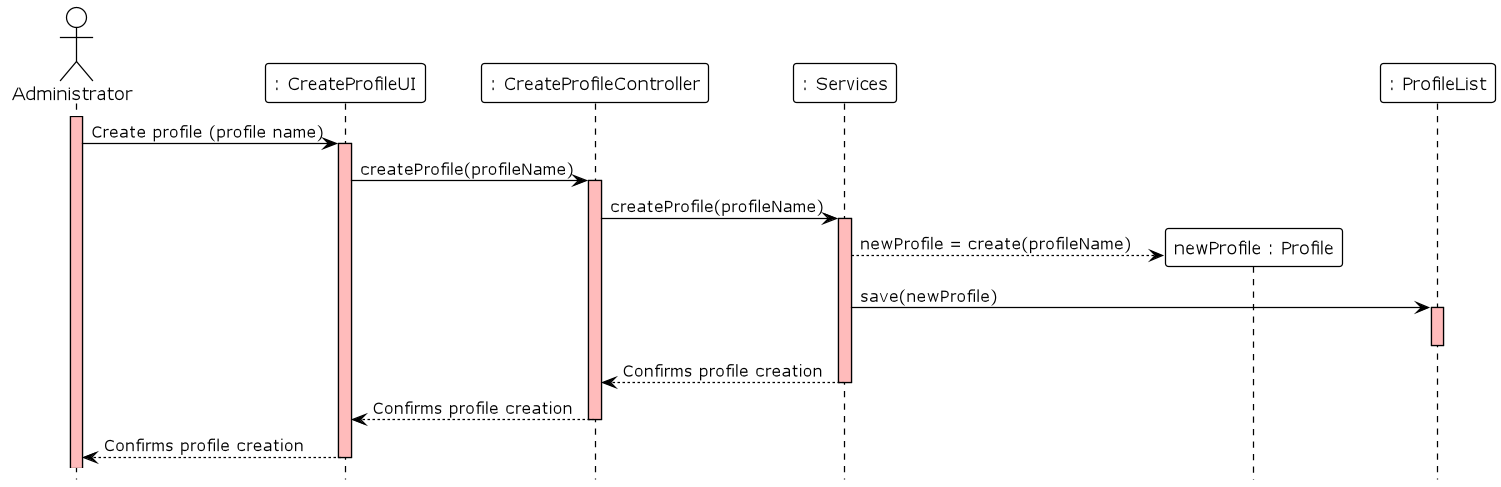 Administrator
: CreateProfileUI
: CreateProfileController
: Services
: ProfileList
Create profile (profile name)
createProfile(profileName)
createProfile(profileName)
newProfile = create(profileName)
newProfile : Profile
save(newProfile)
Confirms profile creation
Confirms profile creation
Confirms profile creation